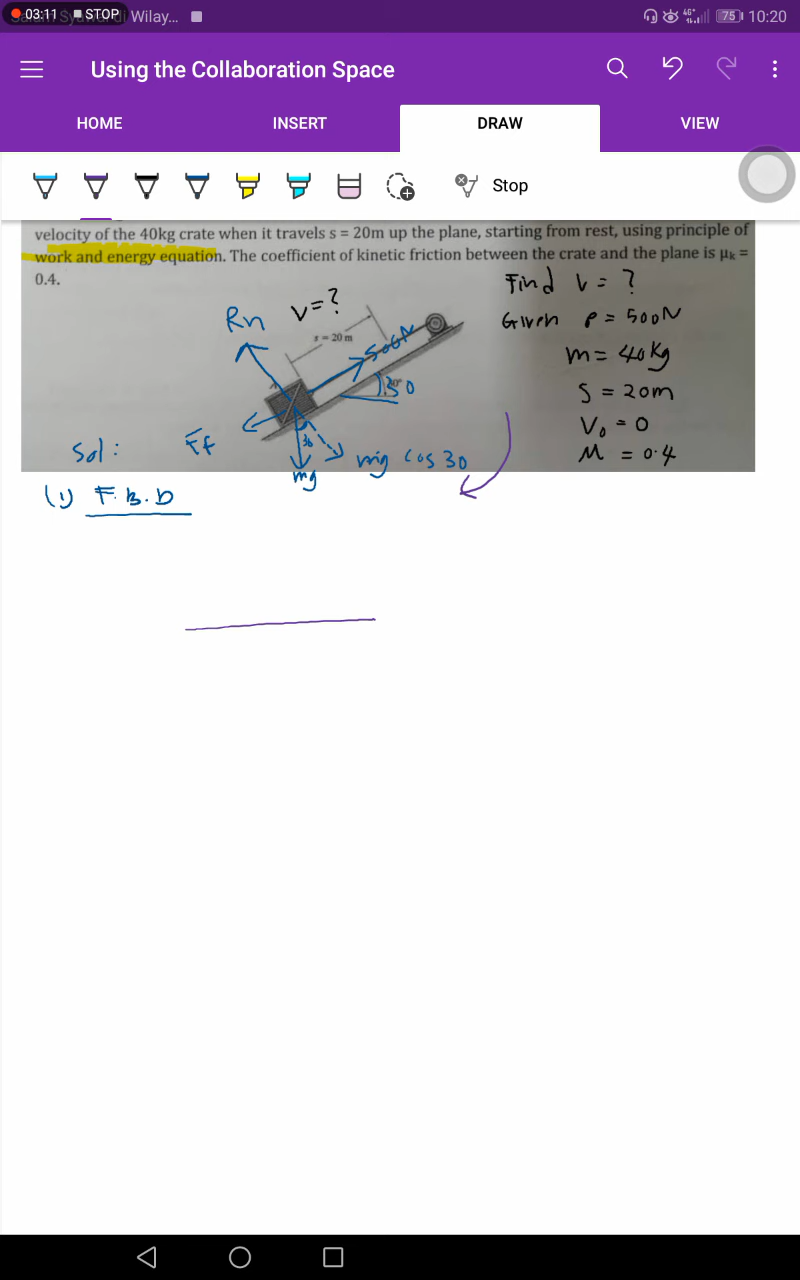 03:11 STOP Wilay...
4G 75 10:20
Using the Collaboration Space
HOME INSERT DRAW VIEW
Stop
velocity of the 40kg crate when it travels s = 20m up the plane, starting from rest, using principle of
work and energy equation. The coefficient of kinetic friction between the crate and the plane is μk =
0.4.
Find V = ?
Rn V=?
Given P = 500N
s = 20 m
500N
m = 40kg
30
S = 20m
V₀ = 0
Ff
30
Sol:
mg cos 30
M = 0.4
mg
(1) F.B.D